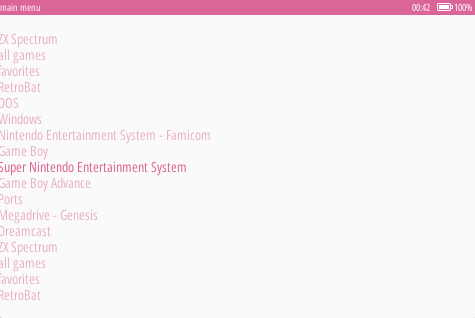 main menu
00:42 100%
ZX Spectrum
all games
favorites
RetroBat
DOS
Windows
Nintendo Entertainment System - Famicom
Game Boy
Super Nintendo Entertainment System
Game Boy Advance
Ports
Megadrive - Genesis
Dreamcast
ZX Spectrum
all games
favorites
RetroBat